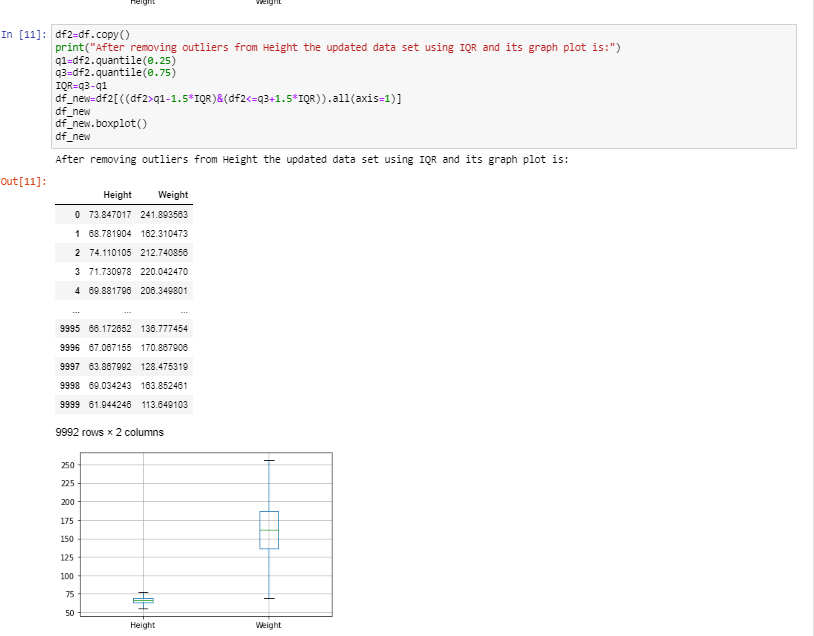 Height Weight
In [11]: df2=df.copy()
print("After removing outliers from Height the updated data set using IQR and its graph plot is:")
q1=df2.quantile(0.25)
q3=df2.quantile(0.75)
IQR=q3-q1
df_new=df2[((df2>q1-1.5*IQR)&(df2<=q3+1.5*IQR)).all(axis=1)]
df_new
df_new.boxplot()
df_new
After removing outliers from Height the updated data set using IQR and its graph plot is:
Out[11]:
Height Weight
0 73.847017 241.893563
1 68.781904 162.310473
2 74.110105 212.740856
3 71.730978 220.042470
4 69.881796 206.349801
... ... ...
9995 66.172652 136.777454
9996 67.067155 170.867906
9997 63.867992 128.475319
9998 69.034243 163.852461
9999 61.944246 113.649103
9992 rows × 2 columns
250
225
200
175
150
125
100
75
50
Height Weight